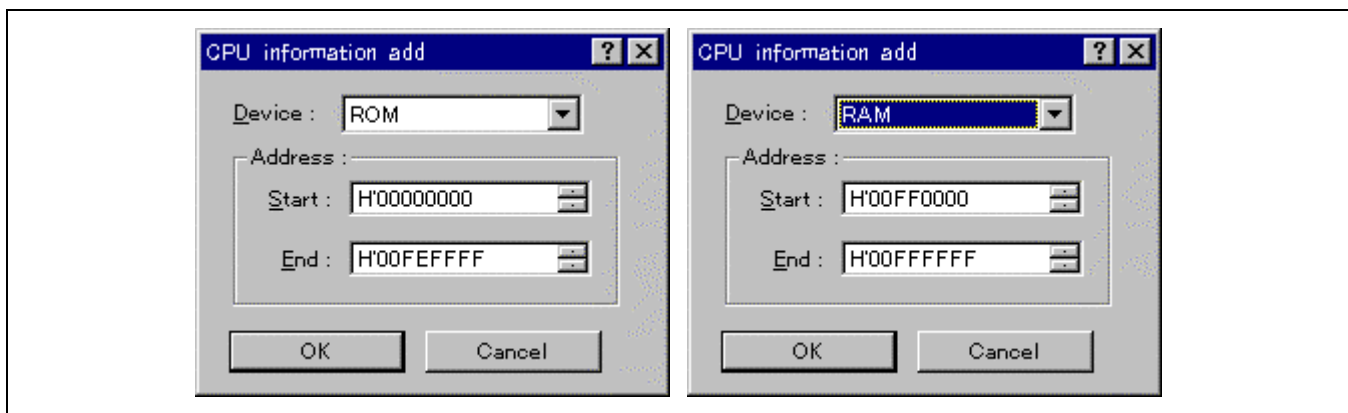 CPU information add
Device : ROM
Address :
Start : H'00000000
End : H'00FEFFFF
OK Cancel
CPU information add
Device : RAM
Address :
Start : H'00FF0000
End : H'00FFFFFF
OK Cancel